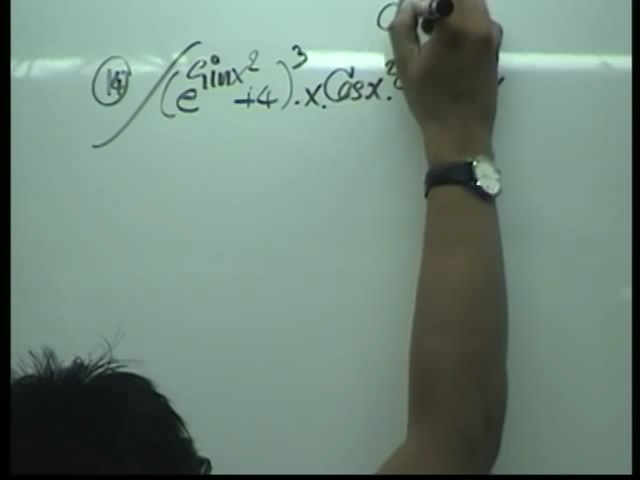 ⑭ ∫(e^{sinx²} +4)³.x.Cosx².